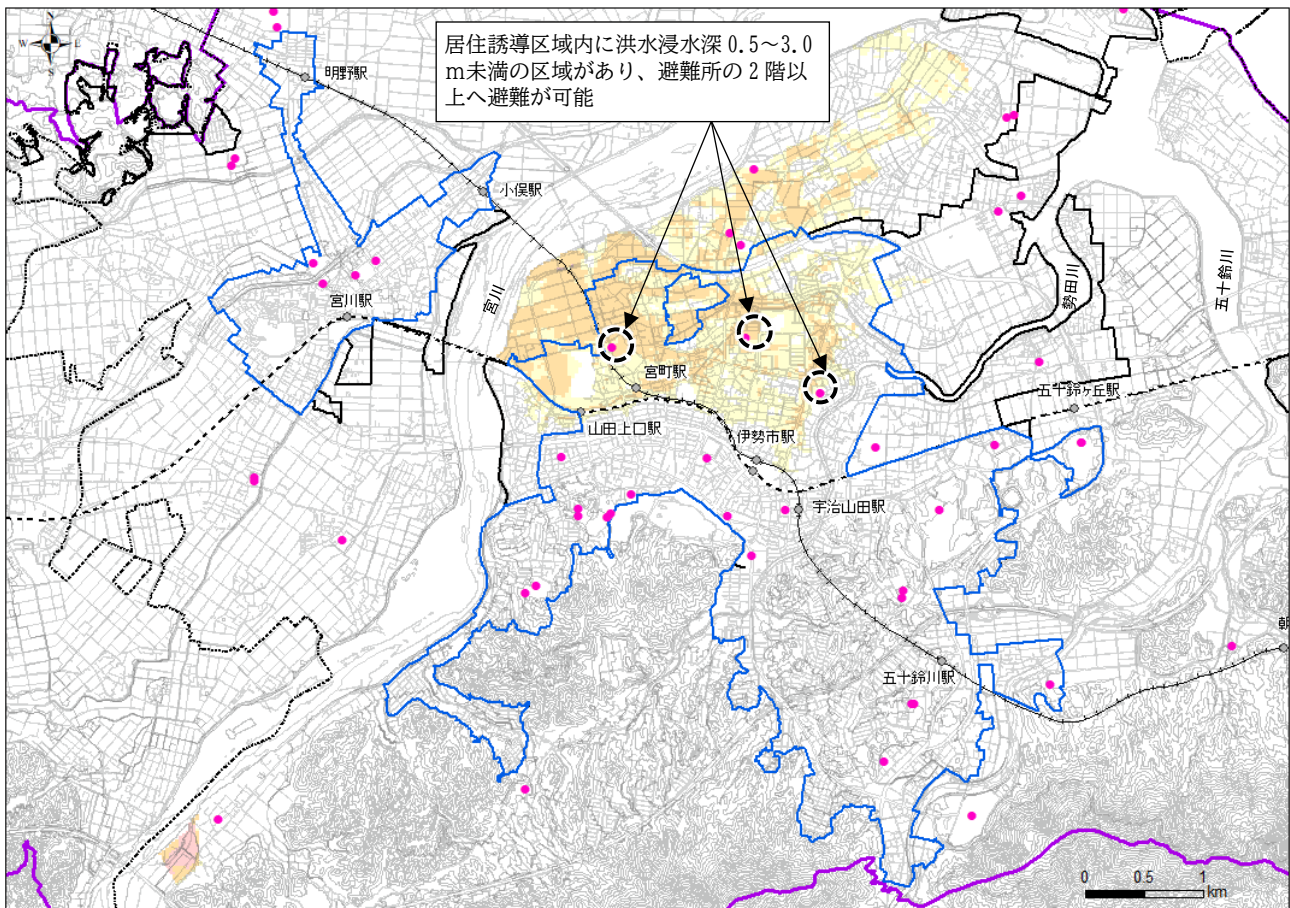 N
W
E
S
居住誘導区域内に洪水浸水深 0.5～3.0
ｍ未満の区域があり、避難所の 2 階以
上へ避難が可能
明野駅
小俣駅
宮川
勢田川
五十鈴川
宮川駅
宮町駅
五十鈴ヶ丘駅
山田上口駅
伊勢市駅
宇治山田駅
五十鈴川駅
朝
0 0.5 1
km